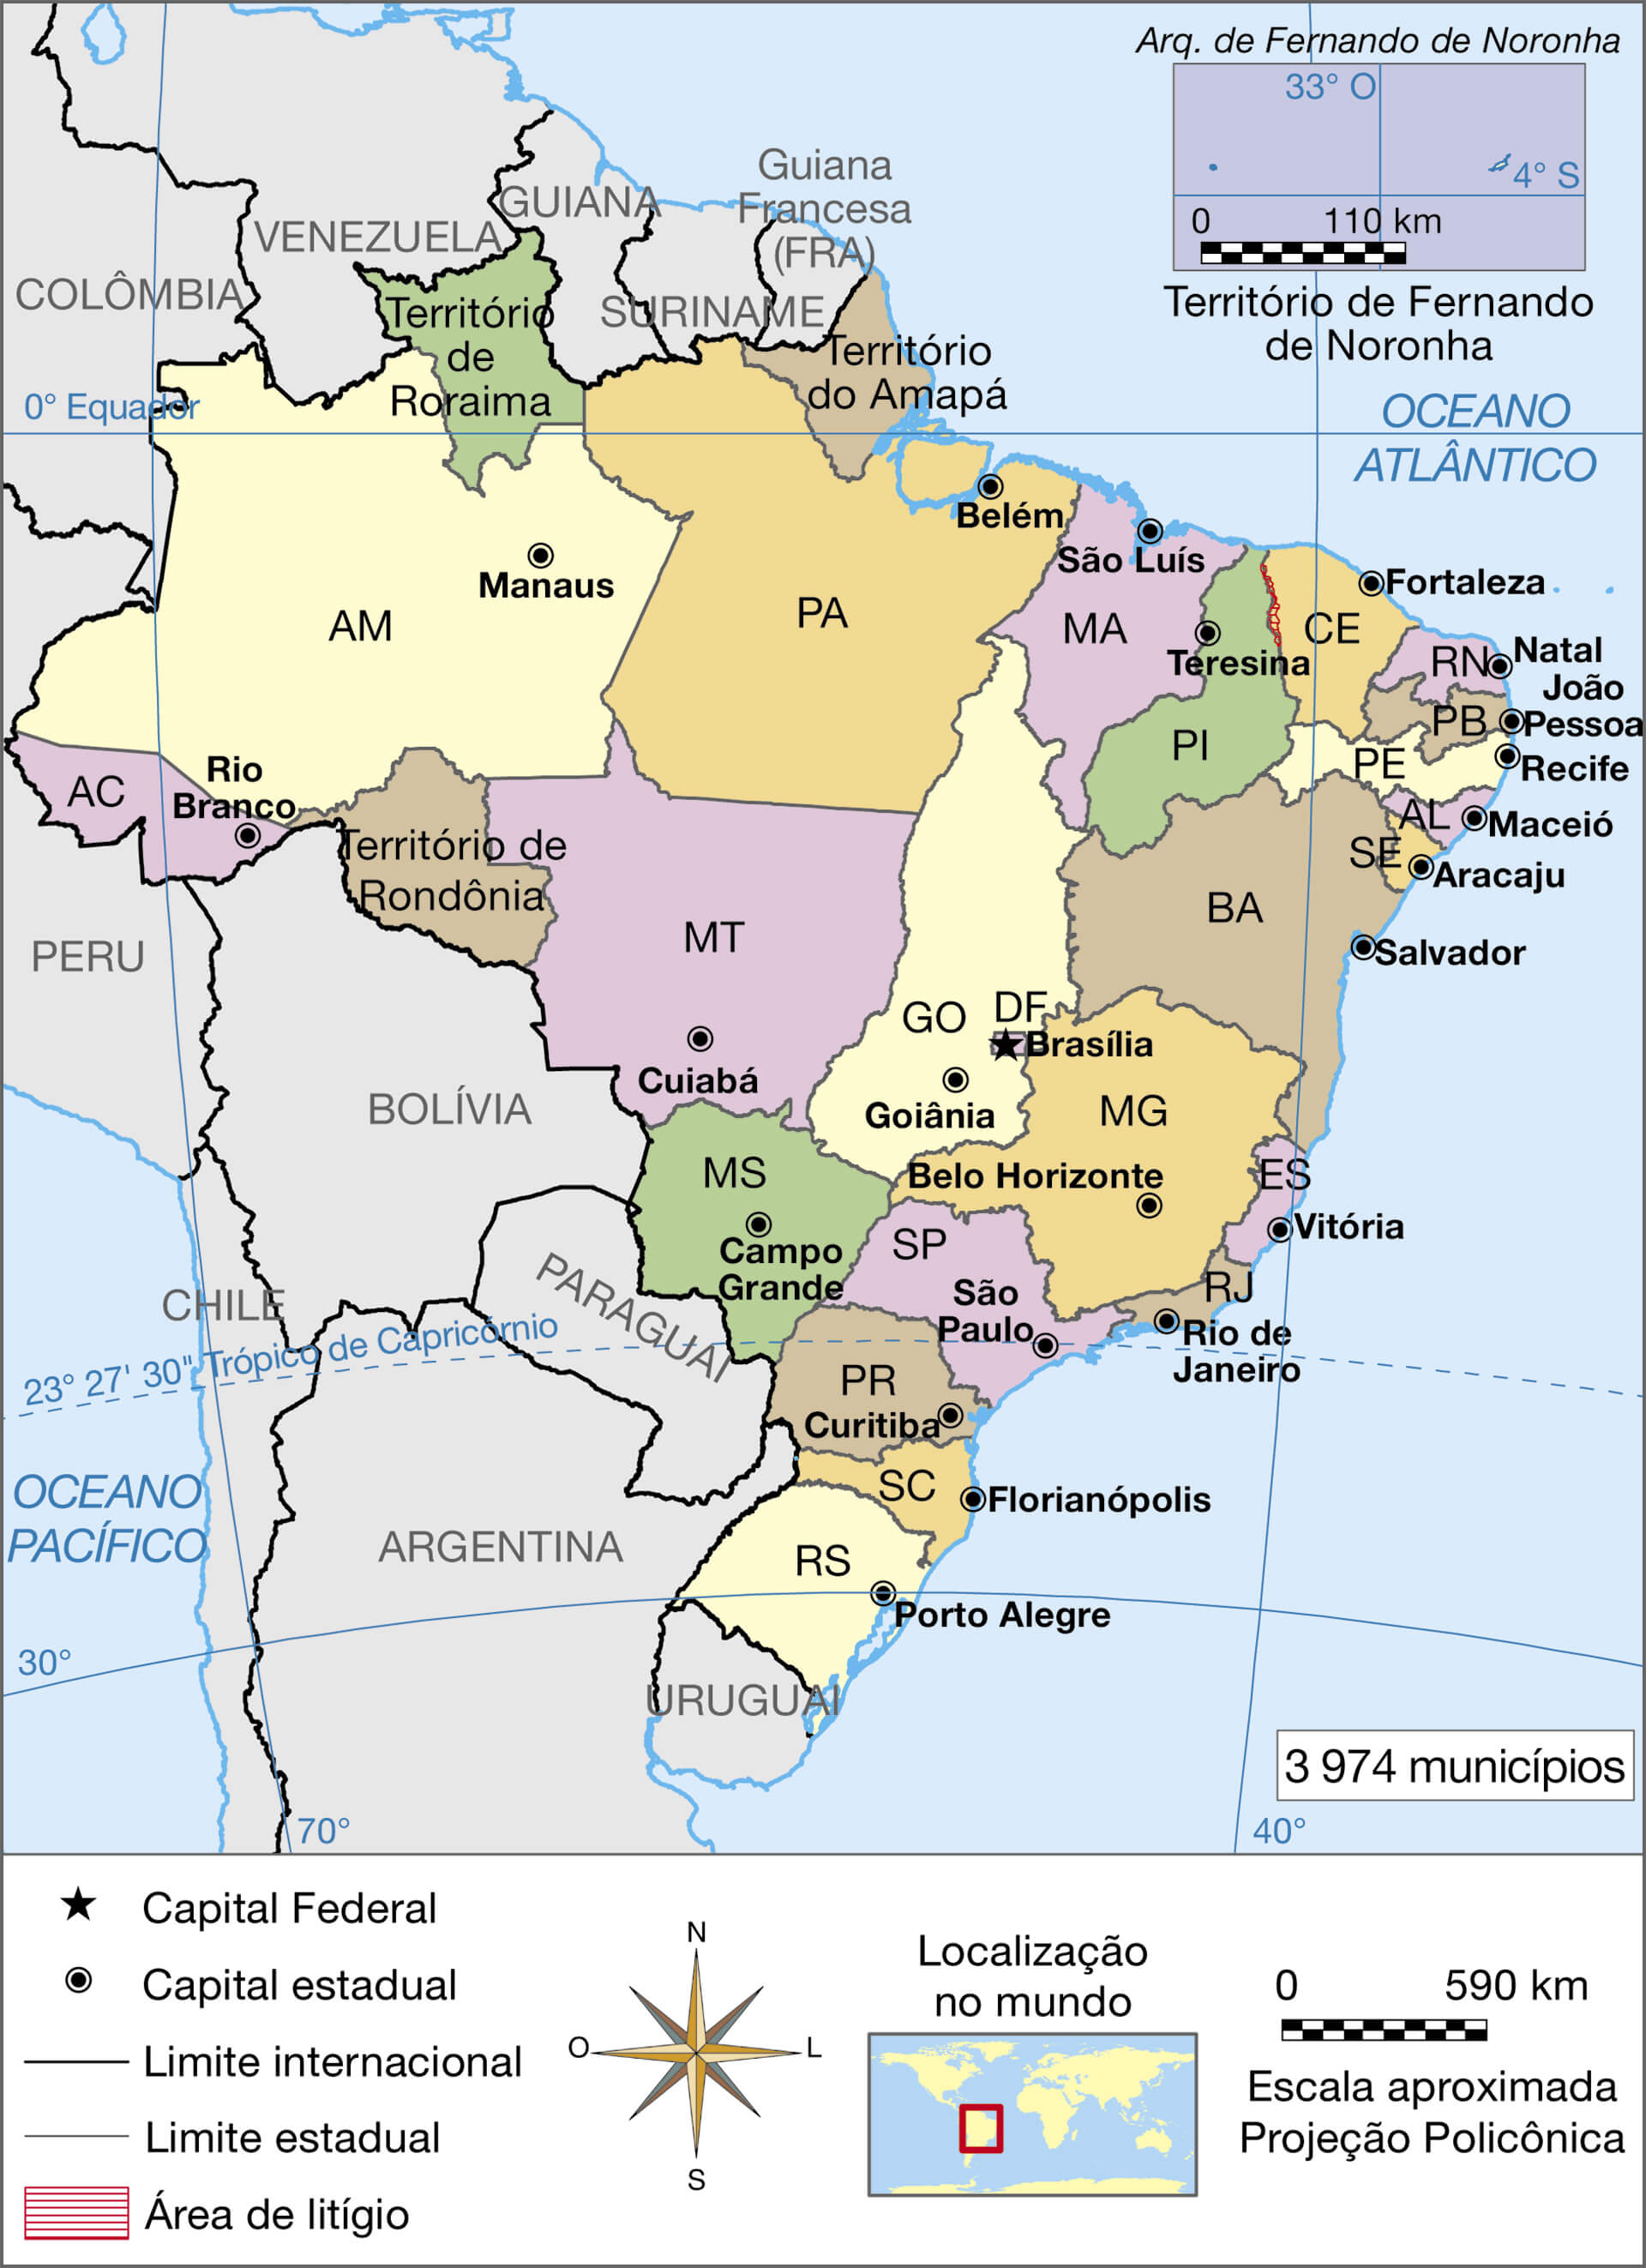 Arq. de Fernando de Noronha
33° O
4° S
0 110 km
Território de Fernando
de Noronha
OCEANO
ATLÂNTICO
Guiana
Francesa
(FRA)
GUIANA
VENEZUELA
COLÔMBIA
SURINAME
Território
de
Roraima
Território
do Amapá
0° Equador
Belém
São Luís
Manaus
Fortaleza
AM
PA
MA
Teresina
CE
RN
Natal
João
Pessoa
PB
PI
PE
Recife
AC
Rio
Branco
AL
Maceió
SE
Aracaju
Território de
Rondônia
BA
MT
Salvador
PERU
GO
DF
Brasília
Cuiabá
Goiânia
BOLÍVIA
MG
MS
Belo Horizonte
ES
Vitória
Campo
Grande
SP
São
Paulo
RJ
Rio de
Janeiro
CHILE
PARAGUAI
23° 27' 30" Trópico de Capricórnio
PR
Curitiba
SC
Florianópolis
OCEANO
PACÍFICO
ARGENTINA
RS
Porto Alegre
30°
URUGUAI
3 974 municípios
70°
40°
Capital Federal
Capital estadual
Limite internacional
Limite estadual
Área de litígio
N
O
L
S
Localização
no mundo
0 590 km
Escala aproximada
Projeção Policônica